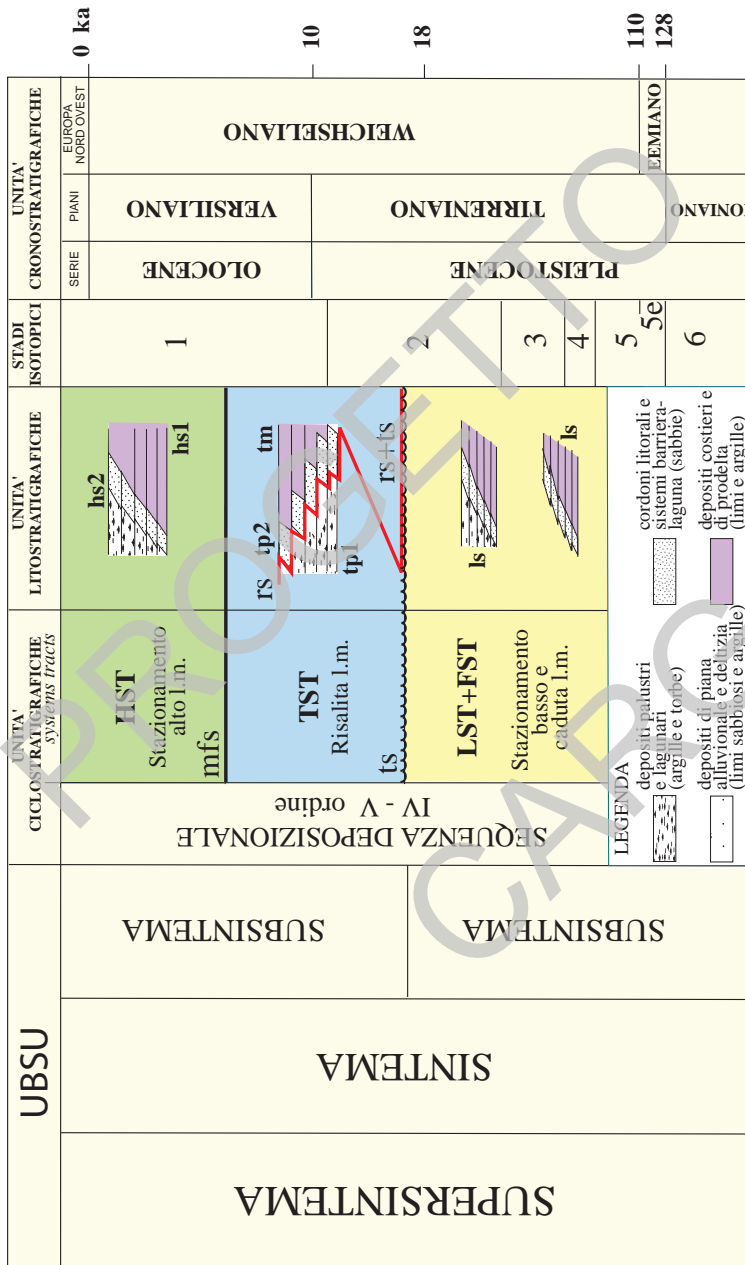 UBSU
UNITA'
CICLOSTRATIGRAFICHE
systems tracts
UNITA'
LITOSTRATIGRAFICHE
STADI
ISOTOPICI
UNITA'
CRONOSTRATIGRAFICHE
SERIE
PIANI
EUROPA
NORD OVEST
0 ka
10
18
110
128
SUPERSINTEMA
SINTEMA
SUBSINTEMA
SUBSINTEMA
SEQUENZA DEPOSIZIONALE
IV - V ordine
HST
Stazionamento
alto l.m.
mfs
TST
Risalita l.m.
ts
LST+FST
Stazionamento
basso e
caduta l.m.
hs2
hs1
rs
tp2
tm
tp1
rs+ts
ls
ls
1
2
3
4
5
5e
6
OLOCENE
PLEISTOCENE
VERSILIANO
TIRRENIANO
IONIANO
WEICHSELIANO
EEMIANO
LEGENDA
depositi palustri
e lagunari
(argille e torbe)
depositi di piana
alluvionale e deltizia
(limi sabbiosi e argille)
cordoni litorali e
sistemi barriera-
laguna (sabbie)
depositi costieri e
di prodelta
(limi e argille)
PROGETTO
CARG